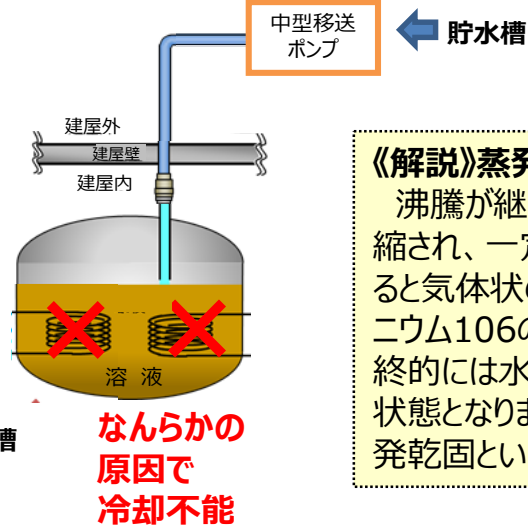 中型移送
ポンプ
貯水槽
建屋外
建屋壁
建屋内
溶 液
槽
なんらかの
原因で
冷却不能
《解説》蒸発
沸騰が継
縮され、一定
ると気体状の
ニウム106の
終的には水
状態となりま
発乾固とい